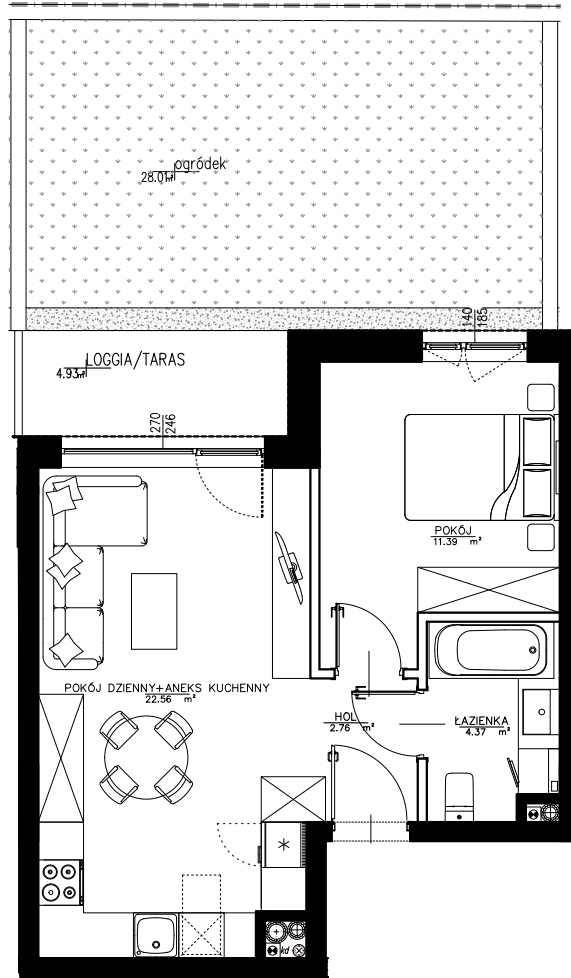 ogródek
28.01㎡
140
185
LOGGIA/TARAS
4.93㎡
270
246
POKÓJ
11.39 m²
POKÓJ DZIENNY+ANEKS KUCHENNY
22.56 m²
HOL
2.76 m²
ŁAZIENKA
4.37 m²
kd